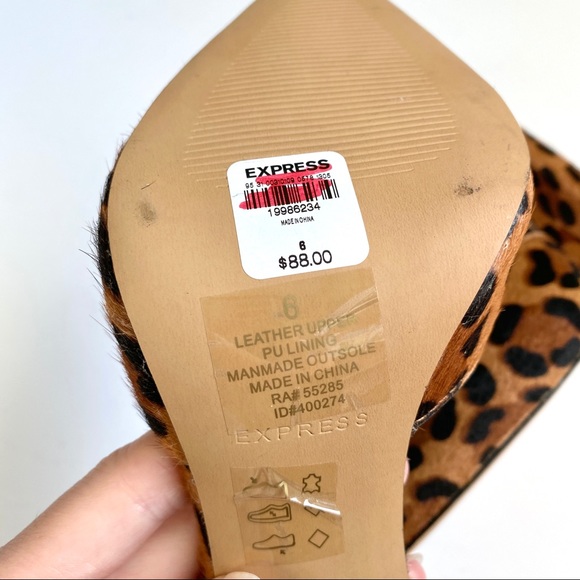 EXPRESS
19986234
MADE IN CHINA
6
$88.00
6
LEATHER UPPER
PU LINING
MANMADE OUTSOLE
MADE IN CHINA
RA# 55285
ID#400274
EXPRESS